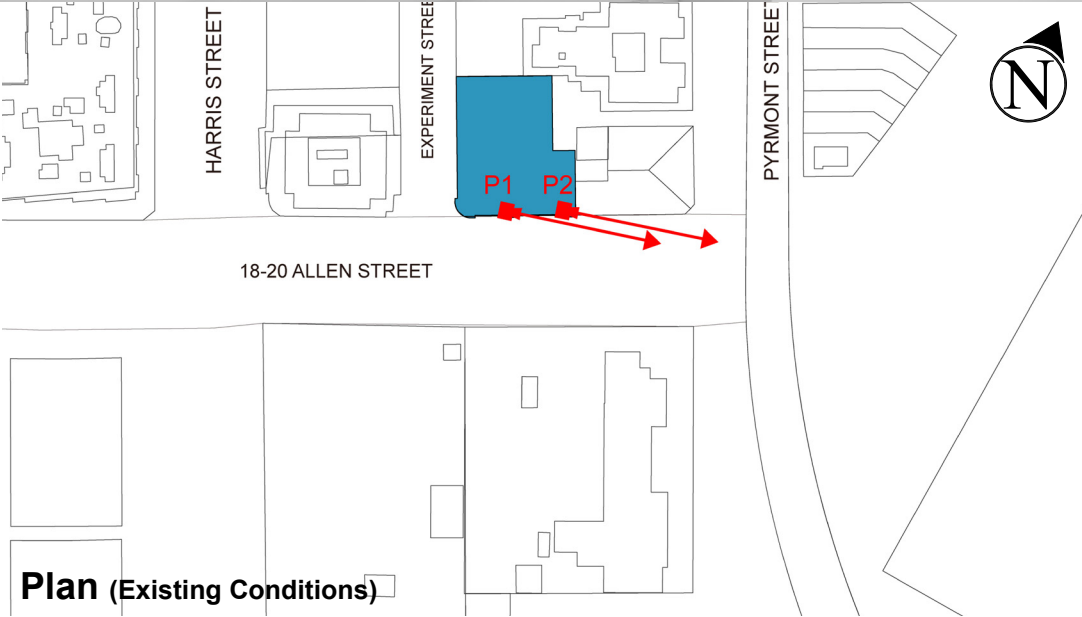 HARRIS STREET
EXPERIMENT STREE
PYRMONT STREET
N
P1 P2
18-20 ALLEN STREET
Plan (Existing Conditions)